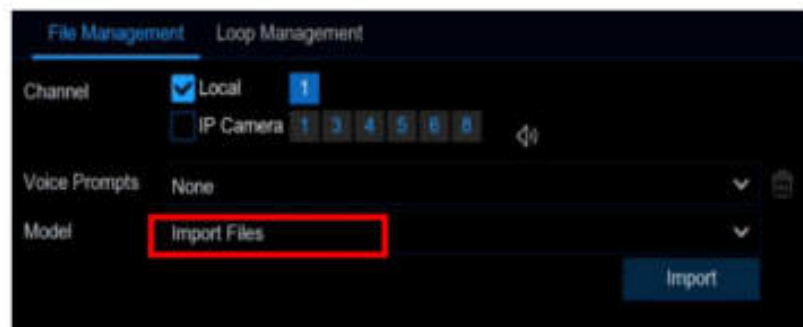 File Management Loop Management
Channel Local 1
IP Camera 1 3 4 5 6 8
Voice Prompts None
Model Import Files
Import